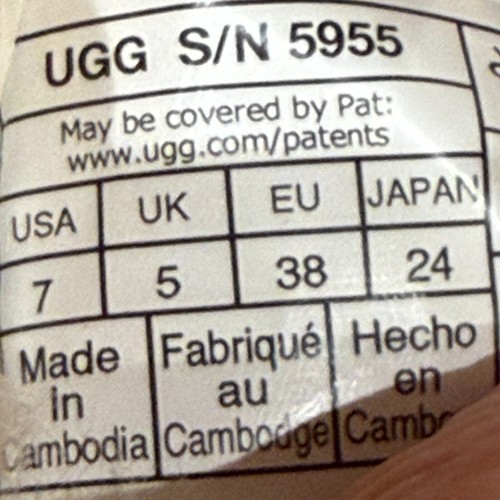 UGG S/N 5955
May be covered by Pat:
www.ugg.com/patents
USA UK EU JAPAN
7 5 38 24
Made Fabriqué Hecho
in au en
Cambodge